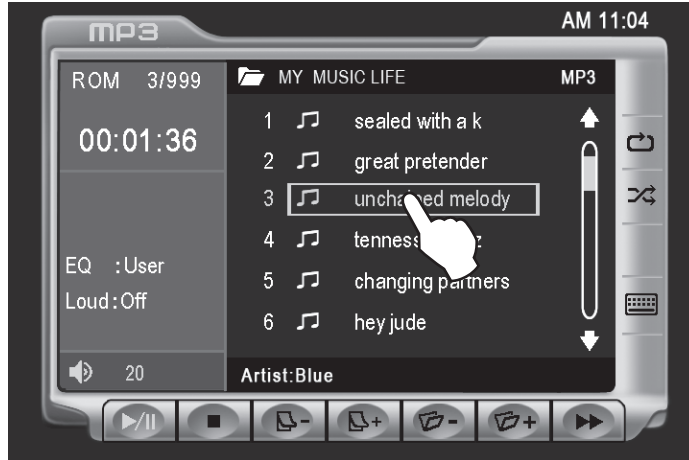 AM 11:04
MP3
ROM 3/999
MY MUSIC LIFE MP3
00:01:36
1 sealed with a k
2 great pretender
3 unchained melody
4
5 changing partners
6 hey jude
EQ :User
Loud:Off
20
Artist:Blue